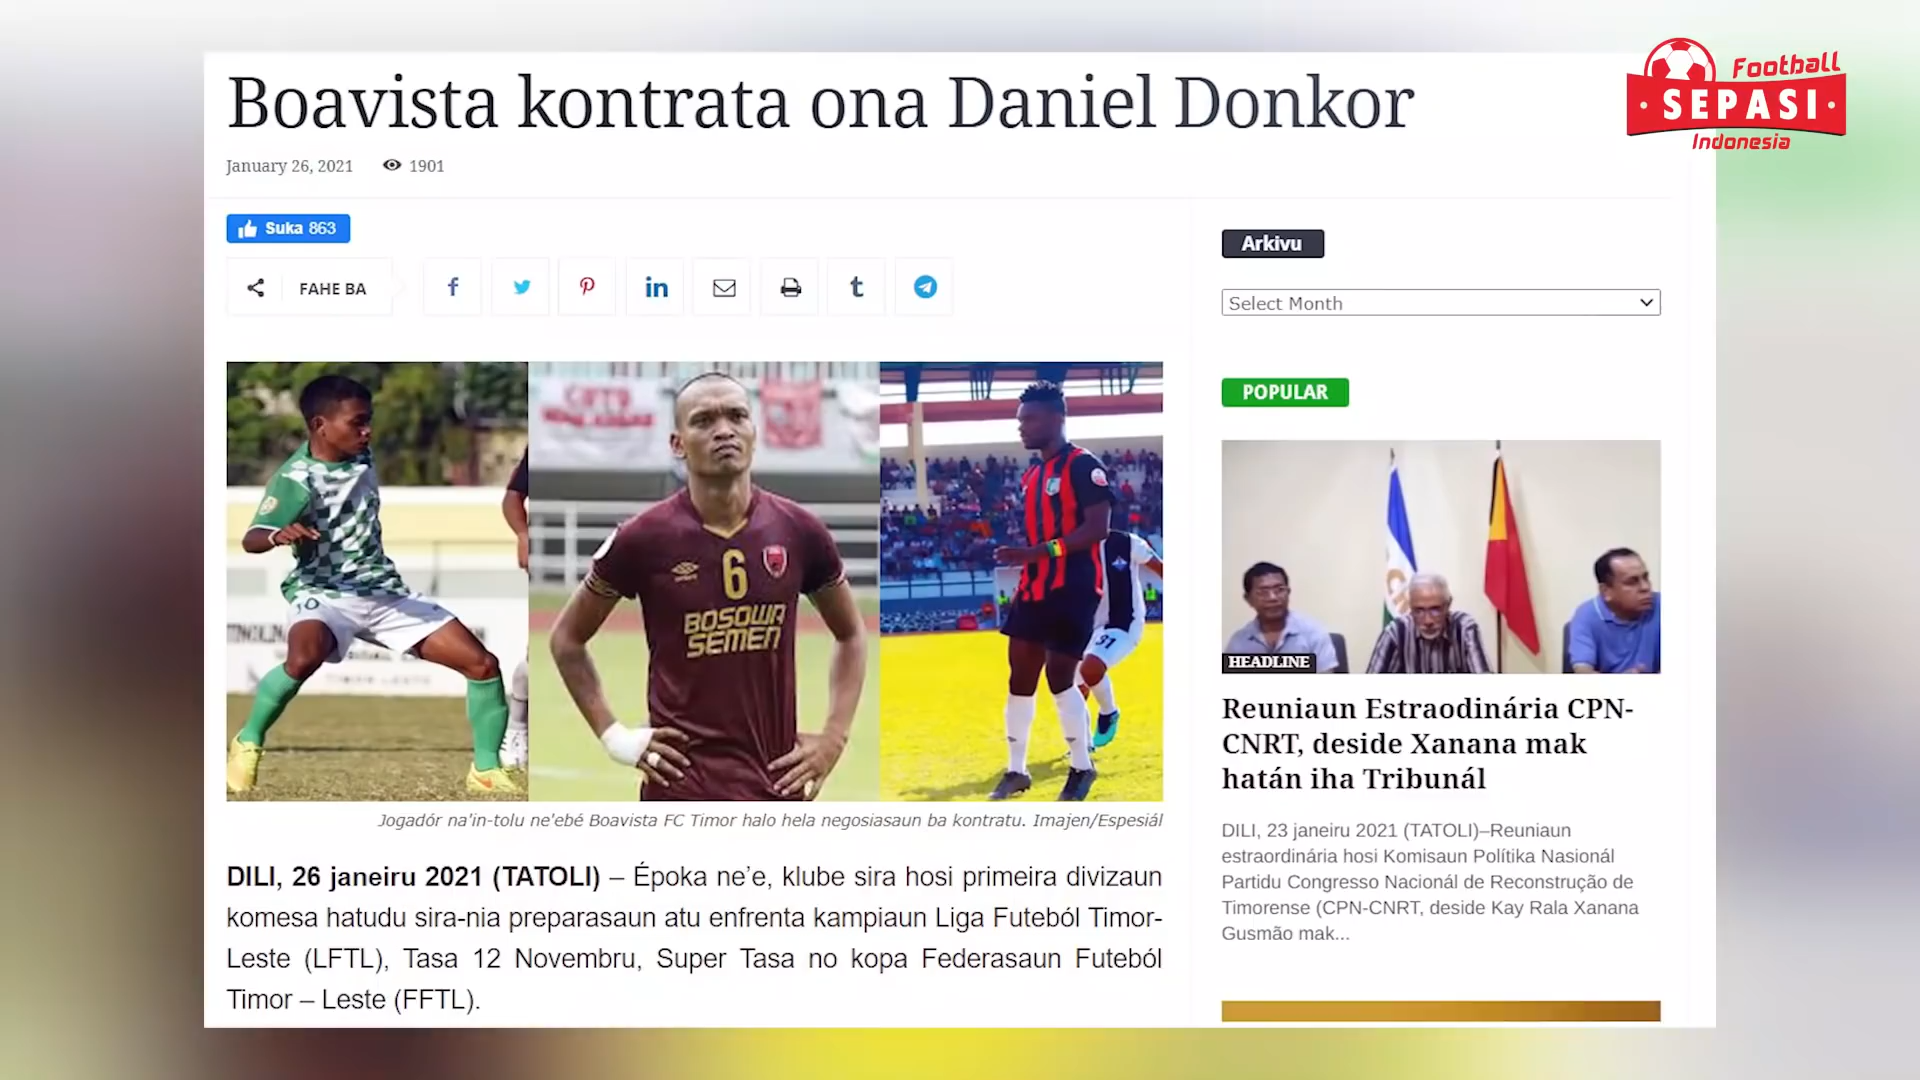 Football
SEPASI
Indonesia
Boavista kontrata ona Daniel Donkor
January 26, 2021 1901
Suka 863
FAHE BA
Arkivu
Select Month
POPULAR
10
6
BOSOWA
SEMEN
31
Jogadór na'in-tolu ne'ebé Boavista FC Timor halo hela negosiasaun ba kontratu. Imajen/Espesiál
DILI, 26 janeiru 2021 (TATOLI) – Époka ne’e, klube sira hosi primeira divizaun
komesa hatudu sira-nia preparasaun atu enfrenta kampiaun Liga Futeból Timor-
Leste (LFTL), Tasa 12 Novembru, Super Tasa no kopa Federasaun Futeból
Timor – Leste (FFTL).
HEADLINE
Reuniaun Estraodinária CPN-
CNRT, deside Xanana mak
hatán iha Tribunál
DILI, 23 janeiru 2021 (TATOLI)–Reuniaun
estraordinária hosi Komisaun Polítika Nasionál
Partidu Congresso Nacionál de Reconstrução de
Timorense (CPN-CNRT, deside Kay Rala Xanana
Gusmão mak...